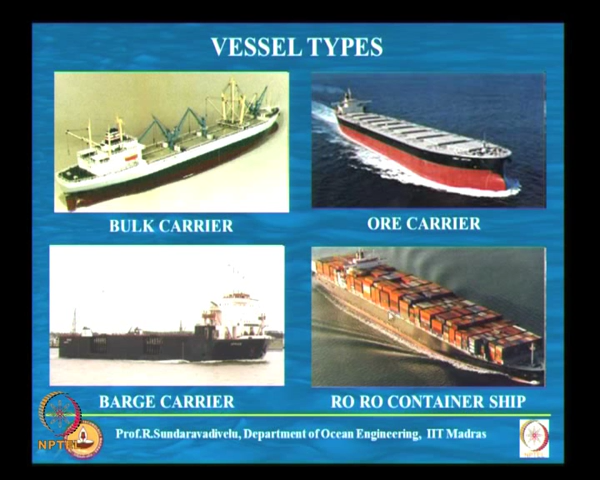 VESSEL TYPES
BULK CARRIER
ORE CARRIER
BARGE CARRIER
RO RO CONTAINER SHIP
NPTEL
Prof.R.Sundaravadivelu, Department of Ocean Engineering, IIT Madras